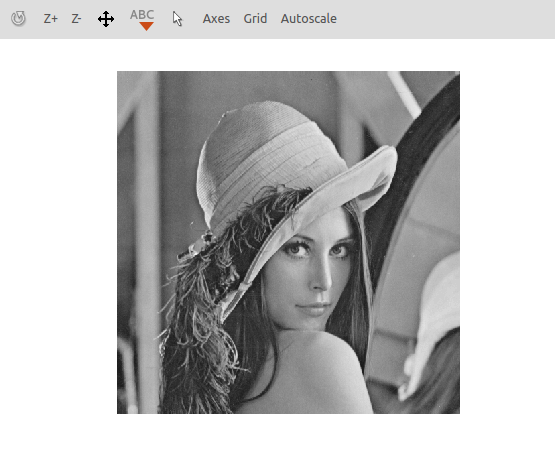 Z+ Z- ABC Axes Grid Autoscale